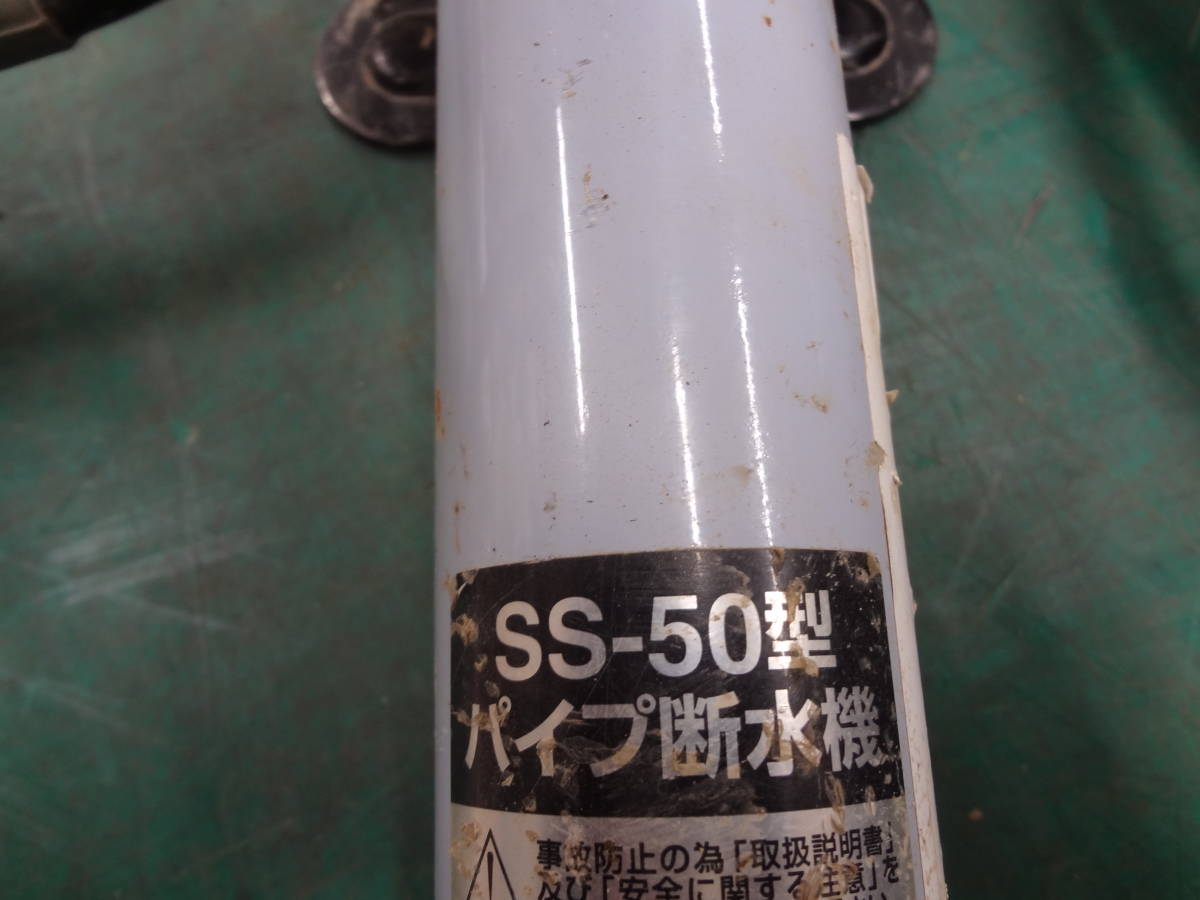 SS-50型
パイプ断水機
事故防止の為「取扱説明書」
及び「安全に関する注意」を